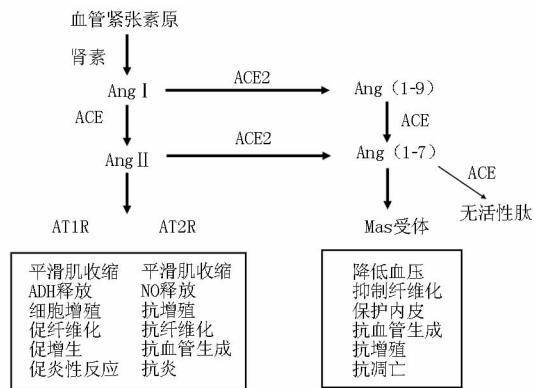 血管紧张素原
肾素
AngⅠ
ACE2
Ang（1-9）
ACE
ACE
AngⅡ
ACE2
Ang（1-7）
ACE
无活性肽
AT1R
AT2R
Mas受体
平滑肌收缩
ADH释放
细胞增殖
促纤维化
促增生
促炎性反应
平滑肌收缩
NO释放
抗增殖
抗纤维化
抗血管生成
抗炎
降低血压
抑制纤维化
保护内皮
抗血管生成
抗增殖
抗凋亡